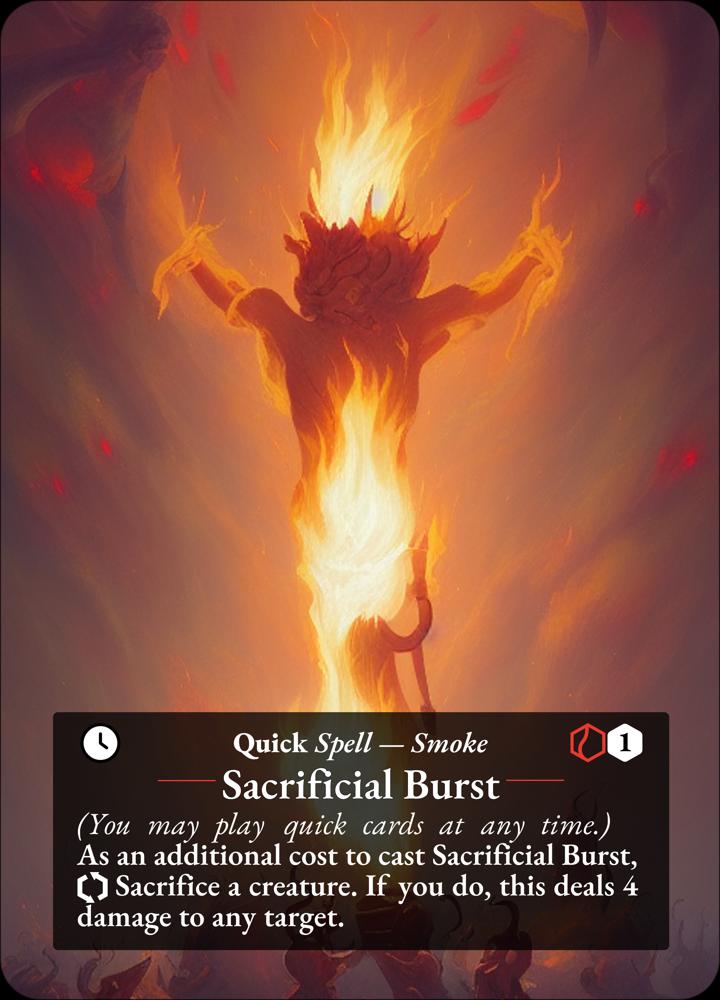 Quick Spell — Smoke 1
Sacrificial Burst
(You may play quick cards at any time.)
As an additional cost to cast Sacrificial Burst,
Sacrifice a creature. If you do, this deals 4
damage to any target.